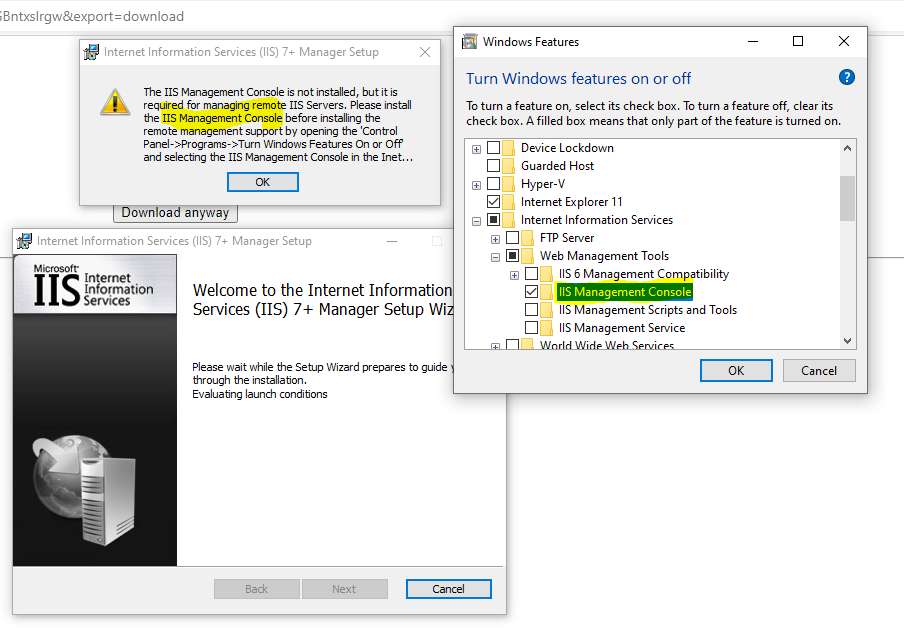 GBntxsIrgw&export=download
Internet Information Services (IIS) 7+ Manager Setup
The IIS Management Console is not installed, but it is
required for managing remote IIS Servers. Please install
the IIS Management Console before installing the
remote management support by opening the 'Control
Panel->Programs->Turn Windows Features On or Off'
and selecting the IIS Management Console in the Inet...
OK
Download anyway
Internet Information Services (IIS) 7+ Manager Setup
Microsoft
IIS Internet
Information
Services
Welcome to the Internet Information
Services (IIS) 7+ Manager Setup Wiz
Please wait while the Setup Wizard prepares to guide y
through the installation.
Evaluating launch conditions
Back
Next
Cancel
Windows Features
Turn Windows features on or off
?
To turn a feature on, select its check box. To turn a feature off, clear its
check box. A filled box means that only part of the feature is turned on.
Device Lockdown
Guarded Host
Hyper-V
Internet Explorer 11
Internet Information Services
FTP Server
Web Management Tools
IIS 6 Management Compatibility
IIS Management Console
IIS Management Scripts and Tools
IIS Management Service
World Wide Web Services
OK
Cancel